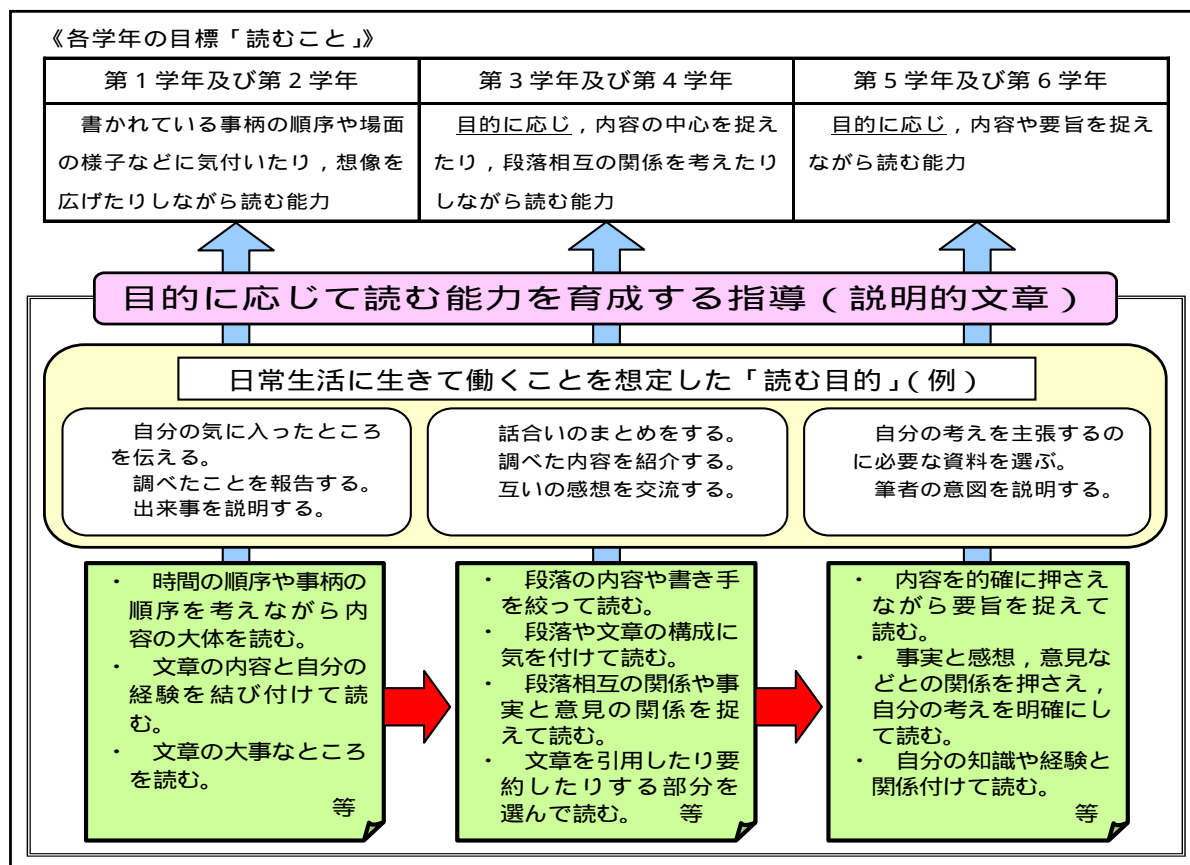 《各学年の目標「読むこと」》
第１学年及び第２学年
第３学年及び第４学年
第５学年及び第６学年
書かれている事柄の順序や場面
の様子などに気付いたり，想像を
広げたりしながら読む能力
目的に応じ，内容の中心を捉え
たり，段落相互の関係を考えたり
しながら読む能力
目的に応じ，内容や要旨を捉え
ながら読む能力
目的に応じて読む能力を育成する指導（説明的文章）
日常生活に生きて働くことを想定した「読む目的」（例）
自分の気に入ったところ
を伝える。
調べたことを報告する。
出来事を説明する。
話合いのまとめをする。
調べた内容を紹介する。
互いの感想を交流する。
自分の考えを主張するの
に必要な資料を選ぶ。
筆者の意図を説明する。
・　時間の順序や事柄の
順序を考えながら内
容の大体を読む。
・　文章の内容と自分の
経験を結び付けて読
む。
・　文章の大事なところ
を読む。
等
・　段落の内容や書き手
を絞って読む。
・　段落や文章の構成に
気を付けて読む。
・　段落相互の関係や事
実と意見の関係を捉
えて読む。
・　文章を引用したり要
約したりする部分を
選んで読む。　等
・　内容を的確に押さえ
ながら要旨を捉えて
読む。
・　事実と感想，意見な
どとの関係を押さえ，
自分の考えを明確にし
て読む。
・　自分の知識や経験と
関係付けて読む。
等